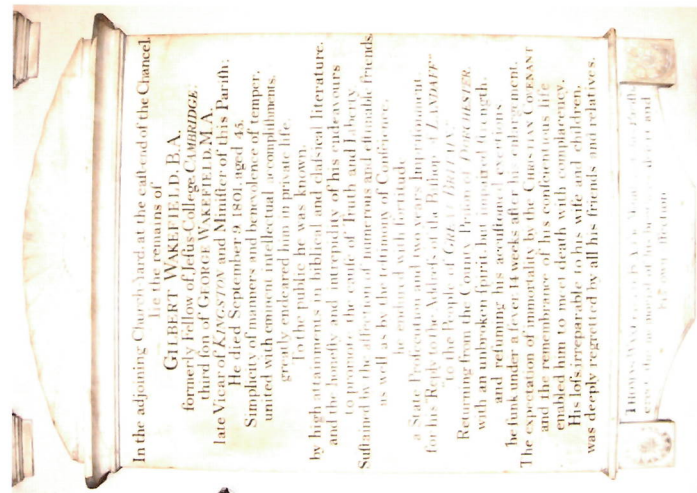 In the adjoining Church Yard, at the east end of the Chancel,
lie the remains of
GILBERT WAKEFIELD, B.A.
formerly Fellow of Jeſus College CAMBRIDGE:
third ſon of GEORGE WAKEFIELD, M.A.
late Vicar of KINGSTON and Miniſter of this Pariſh:
He died September 9, 1801, aged 45.
Simplicity of manners and benevolence of temper,
united with eminent intellectual accompliſhments,
greatly endeared him in private life.
To the public he was known,
by high attainments in biblical and claſsical literature,
and the honeſty and intrepidity of his endeavours
to promote the cauſe of Truth and Liberty
Suſtained by the affection of numerous and eſtimable friends,
as well as by the teſtimony of Conſcience,
he endured with fortitude
a State Proſecution and two years Impriſonment,
for his Reply to the Addreſs of the Biſhop of LANDAFF
"to the People of GREAT BRITAIN."
Returning from the County Priſon of DORCHESTER,
with an unbroken ſpirit, but impaired ſtrength,
and reſuming his accuſtomed exertions
he ſunk under a fever 14 weeks after his enlargement.
The expectation of immortality by the CHRISTIAN COVENANT
and the remembrance of his conſcientious life
enabled him to meet death with complacency.
His loſs, irreparable to his wife and children,
was deeply regretted by all his friends and relatives.
THOMAS WAKEFIELD, B.A.